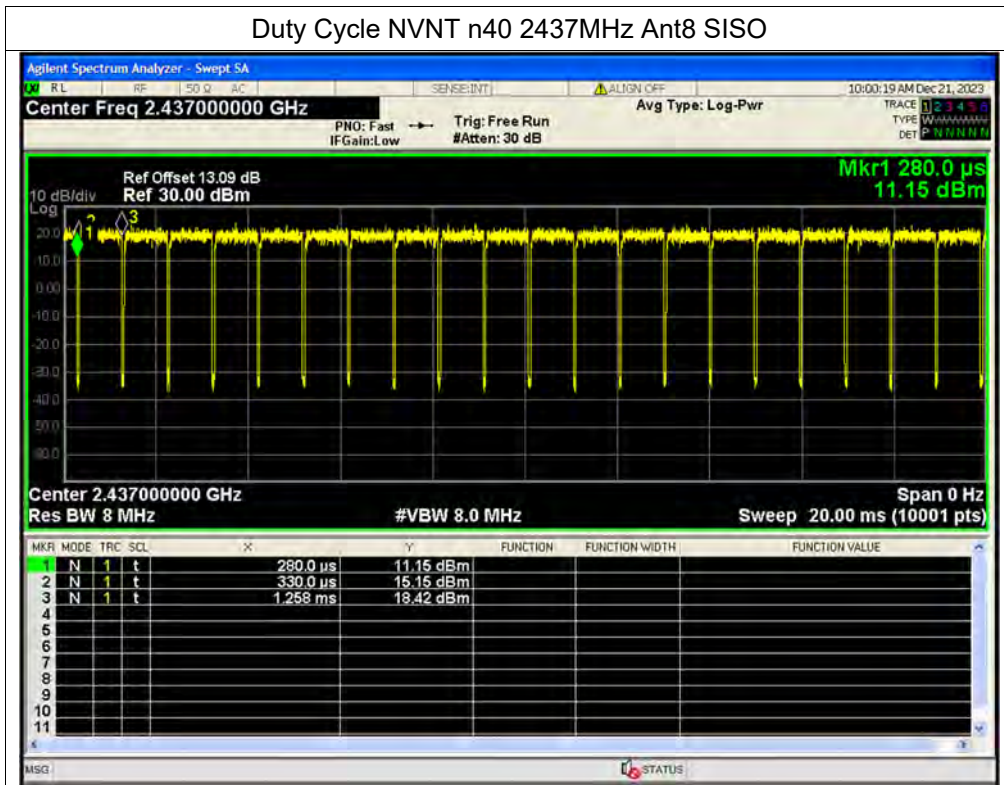 Duty Cycle NVNT n40 2437MHz Ant8 SISO
Agilent Spectrum Analyzer - Swept SA
RL RF 50 Ω AC SENSE:INT ALIGN OFF 10:00:19 AM Dec 21, 2023
Center Freq 2.437000000 GHz Avg Type: Log-Pwr TRACE 1 2 3 4 5 6
PNO: Fast Trig: Free Run TYPE W
IFGain:Low #Atten: 30 dB DET P N N N N N
Mkr1 280.0 µs
Ref Offset 13.09 dB
10 dB/div Ref 30.00 dBm 11.15 dBm
Log
2 3
20.0 1
10.0
0.00
-10.0
-20.0
-30.0
-40.0
-50.0
-60.0
Center 2.437000000 GHz Span 0 Hz
Res BW 8 MHz #VBW 8.0 MHz Sweep 20.00 ms (10001 pts)
MKR MODE TRC SCL X Y FUNCTION FUNCTION WIDTH FUNCTION VALUE
1 N 1 t 280.0 µs 11.15 dBm
2 N 1 t 330.0 µs 15.15 dBm
3 N 1 t 1.258 ms 18.42 dBm
4
5
6
7
8
9
10
11
MSG STATUS